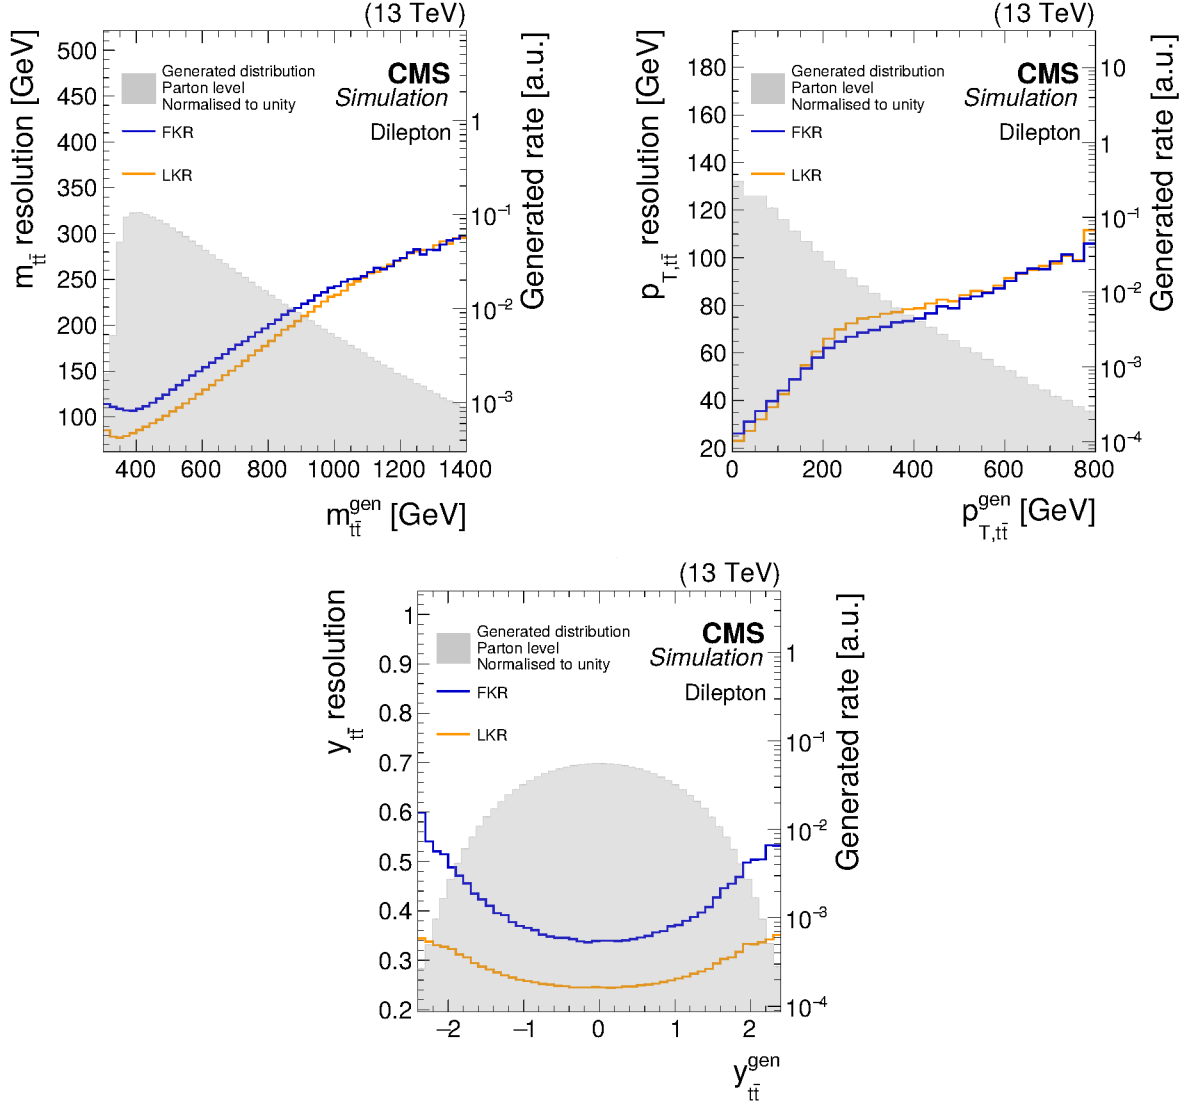 (13 TeV)
m_tt̄ resolution [GeV]
500
450
400
350
300
250
200
150
100
Generated distribution
Parton level
Normalised to unity
FKR
LKR
CMS
Simulation
Dilepton
1
10⁻¹
10⁻²
10⁻³
Generated rate [a.u.]
400 600 800 1000 1200 1400
m_tt̄^gen [GeV]
(13 TeV)
p_T,tt̄ resolution [GeV]
180
160
140
120
100
80
60
40
20
Generated distribution
Parton level
Normalised to unity
FKR
LKR
CMS
Simulation
Dilepton
10
1
10⁻¹
10⁻²
10⁻³
10⁻⁴
Generated rate [a.u.]
0 200 400 600 800
p_T,tt̄^gen [GeV]
(13 TeV)
y_tt̄ resolution
1
0.9
0.8
0.7
0.6
0.5
0.4
0.3
0.2
Generated distribution
Parton level
Normalised to unity
FKR
LKR
CMS
Simulation
Dilepton
1
10⁻¹
10⁻²
10⁻³
10⁻⁴
Generated rate [a.u.]
−2 −1 0 1 2
y_tt̄^gen